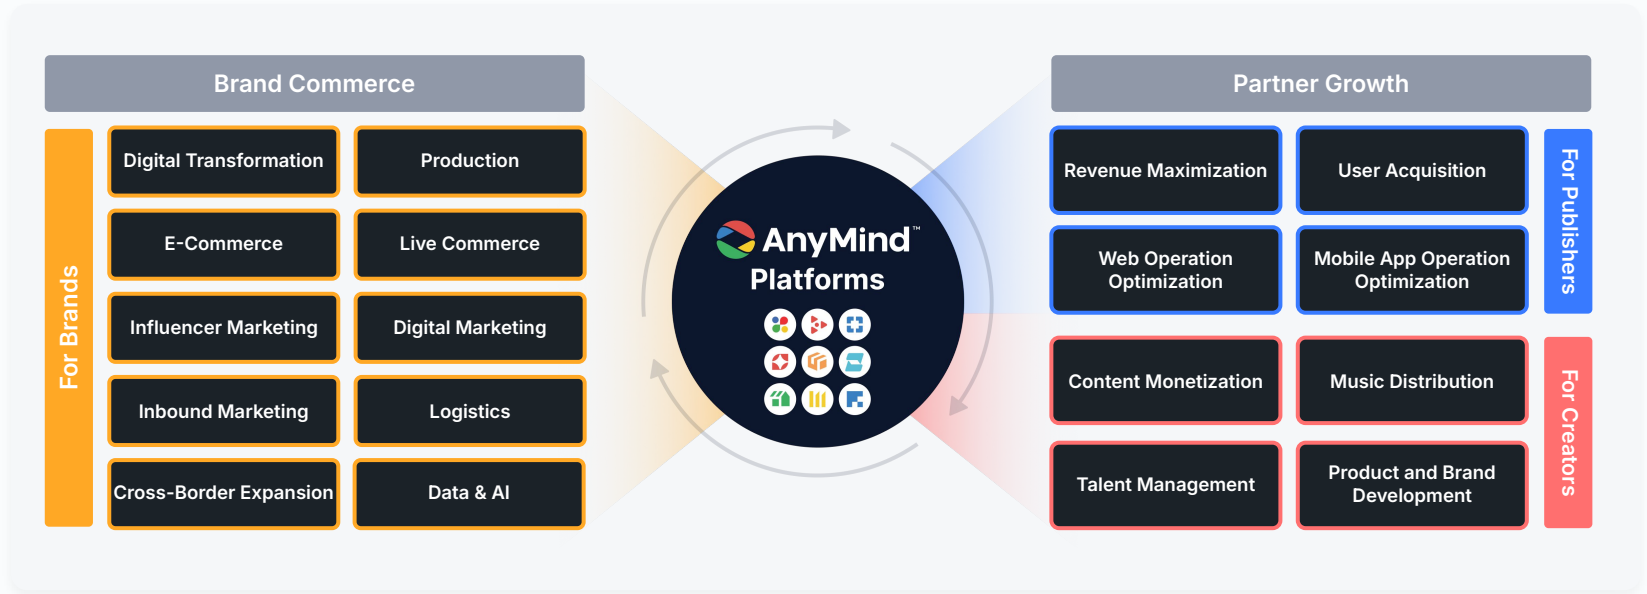 Brand Commerce
For Brands
Digital Transformation
Production
E-Commerce
Live Commerce
Influencer Marketing
Digital Marketing
Inbound Marketing
Logistics
Cross-Border Expansion
Data & AI
AnyMind™
Platforms
Partner Growth
Revenue Maximization
User Acquisition
Web Operation
Optimization
Mobile App Operation
Optimization
For Publishers
Content Monetization
Music Distribution
Talent Management
Product and Brand
Development
For Creators